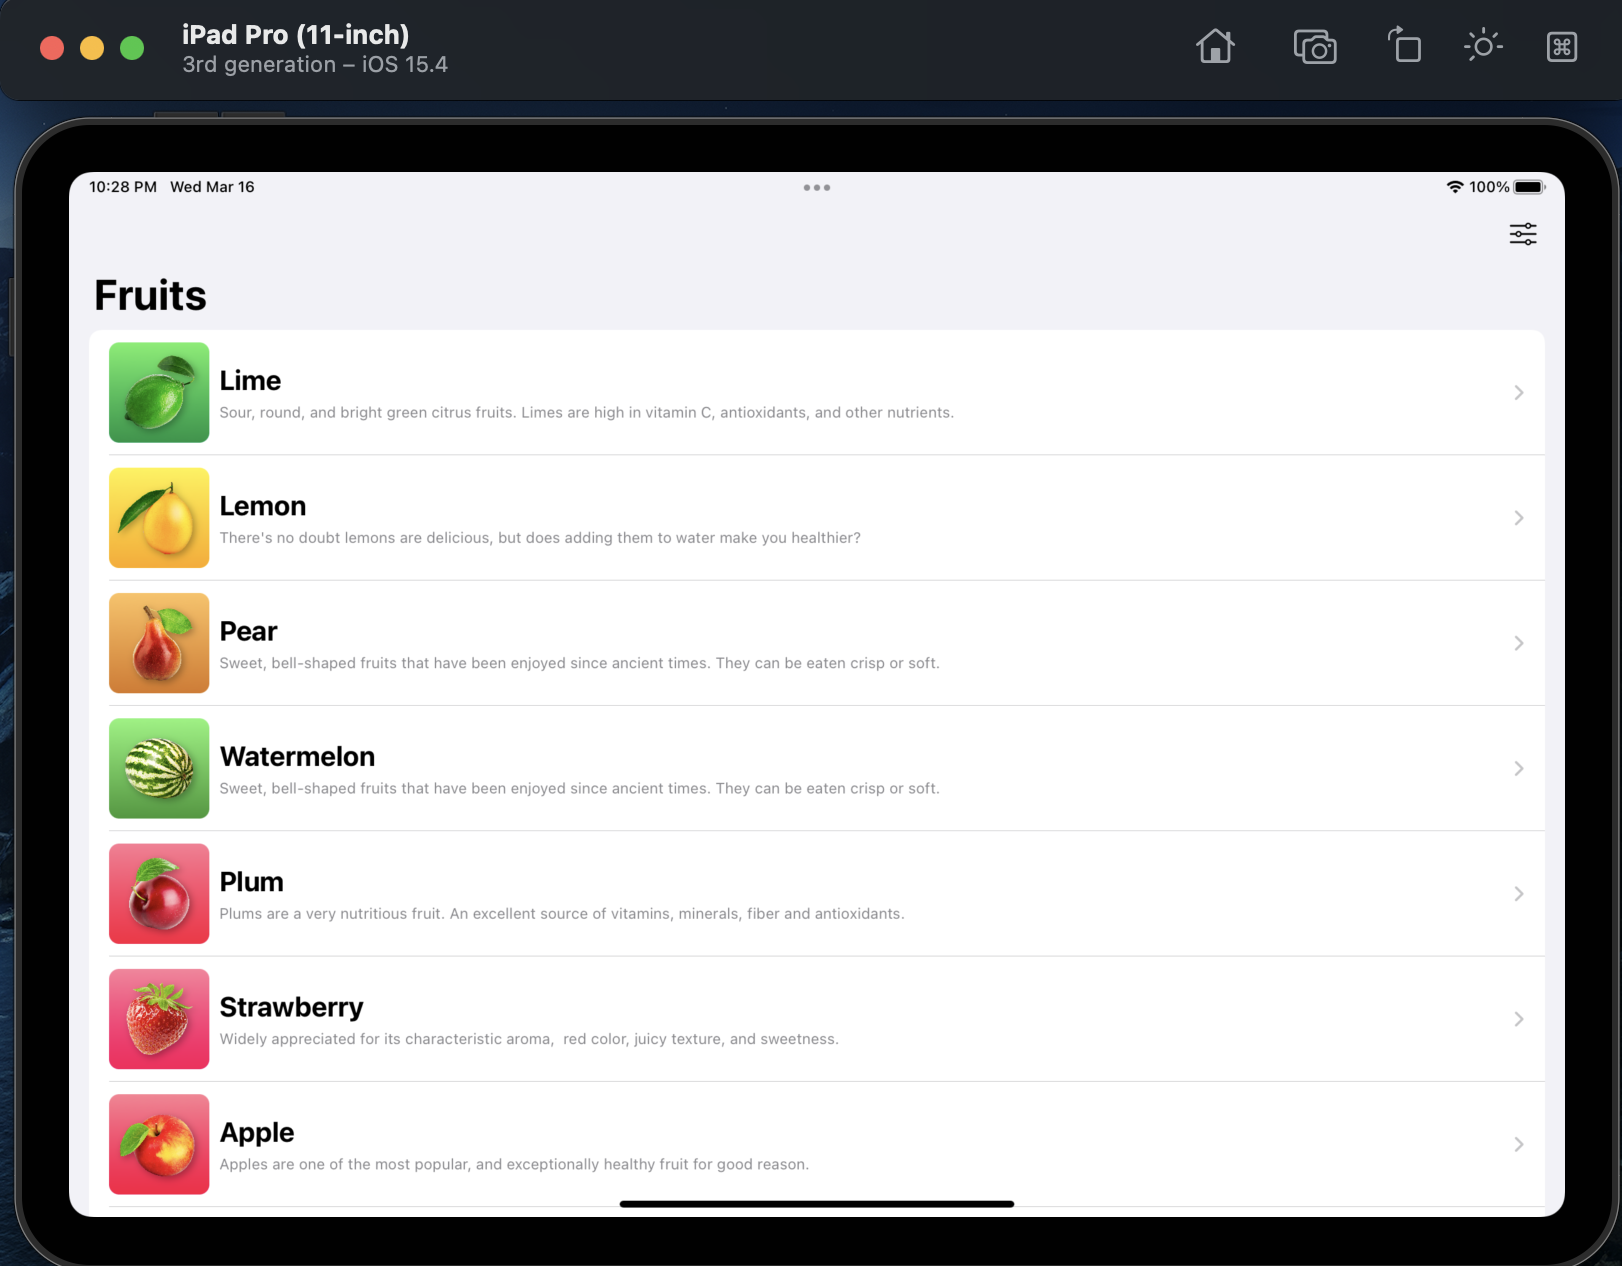 iPad Pro (11-inch)
3rd generation – iOS 15.4
10:28 PM Wed Mar 16
100%
Fruits
Lime
Sour, round, and bright green citrus fruits. Limes are high in vitamin C, antioxidants, and other nutrients.
Lemon
There's no doubt lemons are delicious, but does adding them to water make you healthier?
Pear
Sweet, bell-shaped fruits that have been enjoyed since ancient times. They can be eaten crisp or soft.
Watermelon
Sweet, bell-shaped fruits that have been enjoyed since ancient times. They can be eaten crisp or soft.
Plum
Plums are a very nutritious fruit. An excellent source of vitamins, minerals, fiber and antioxidants.
Strawberry
Widely appreciated for its characteristic aroma,  red color, juicy texture, and sweetness.
Apple
Apples are one of the most popular, and exceptionally healthy fruit for good reason.